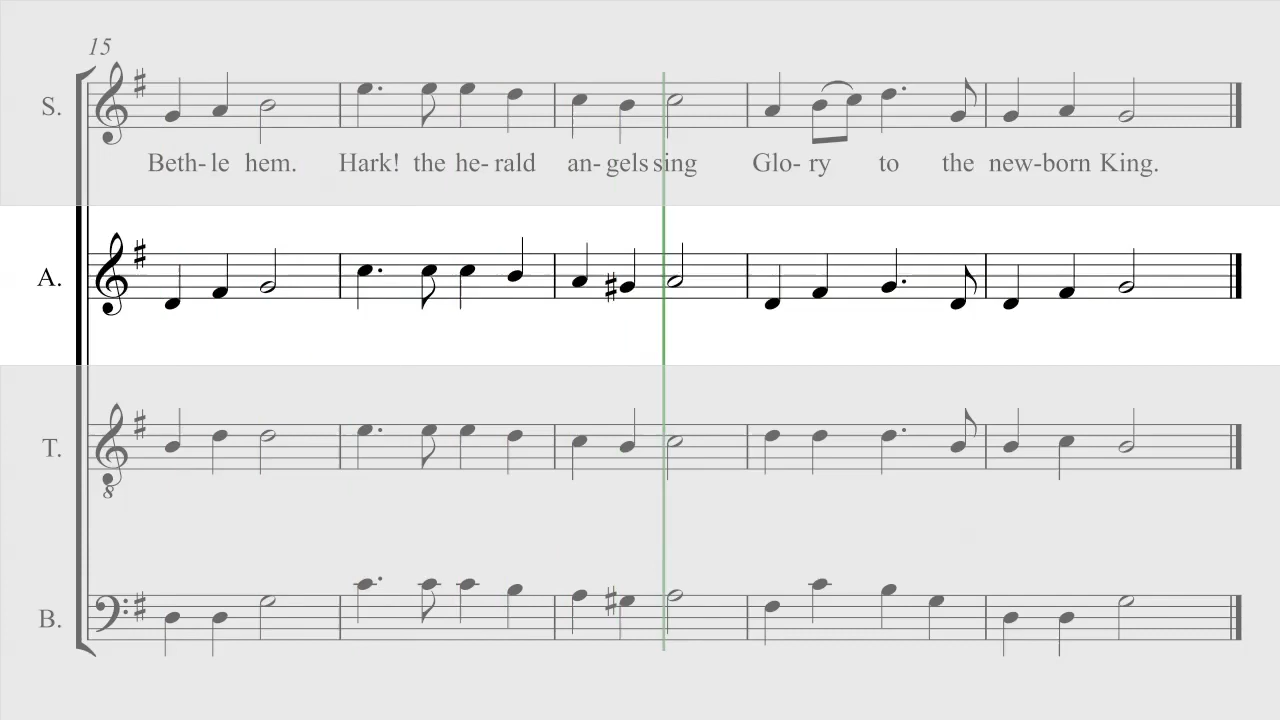 15
S.
Beth- le hem. Hark! the he- rald an- gels sing Glo- ry to the new-born King.
A.
T.
8
B.